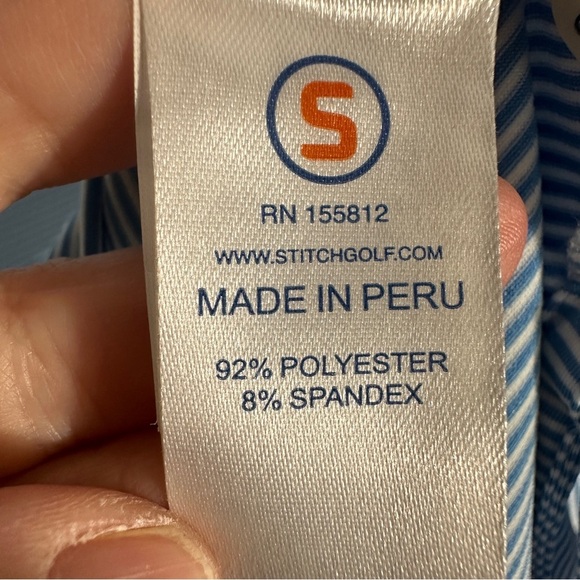 S
RN 155812
WWW.STITCHGOLF.COM
MADE IN PERU
92% POLYESTER
8% SPANDEX